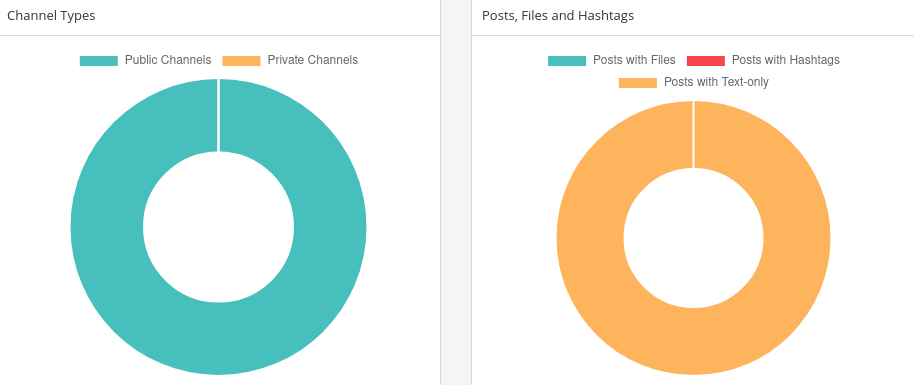 Channel Types
Public Channels
Private Channels
Posts, Files and Hashtags
Posts with Files
Posts with Hashtags
Posts with Text-only